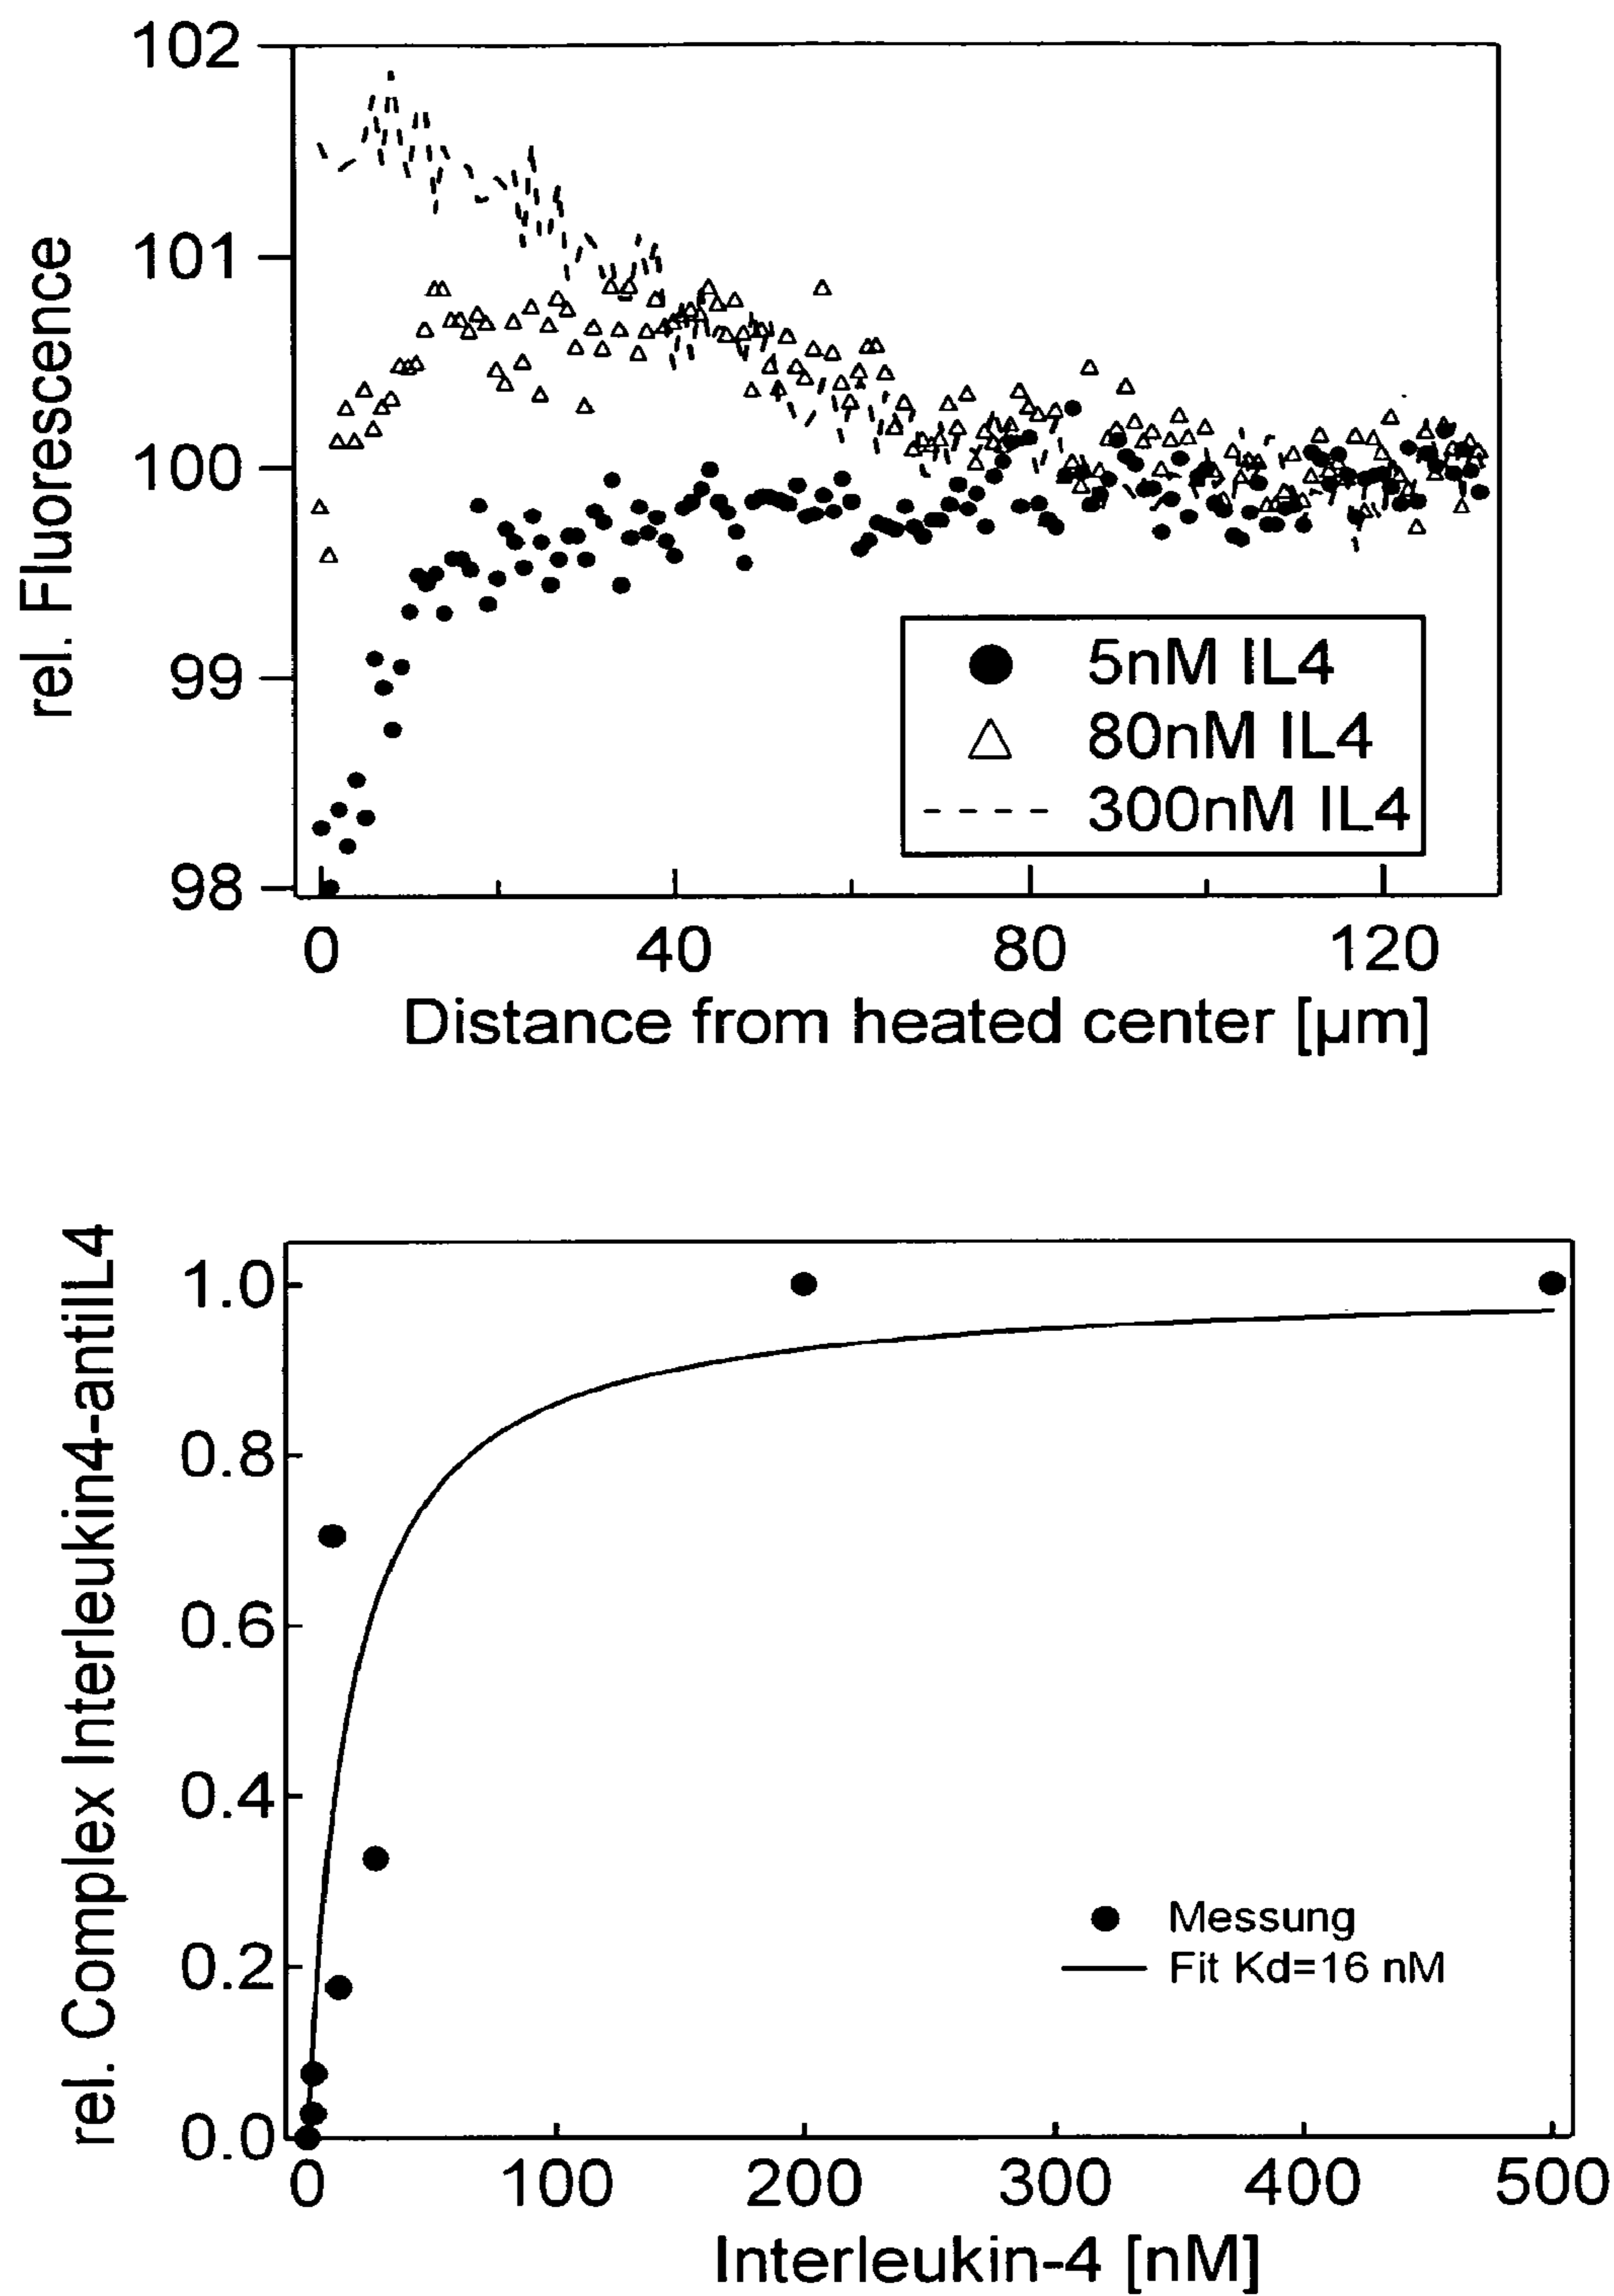 rel. Fluorescence
102
101
100
99
98
5nM IL4
80nM IL4
300nM IL4
0 40 80 120
Distance from heated center [µm]
rel. Complex Interleukin4-antiIL4
1.0
0.8
0.6
0.4
0.2
0.0
Messung
Fit Kd=16 nM
0 100 200 300 400 500
Interleukin-4 [nM]